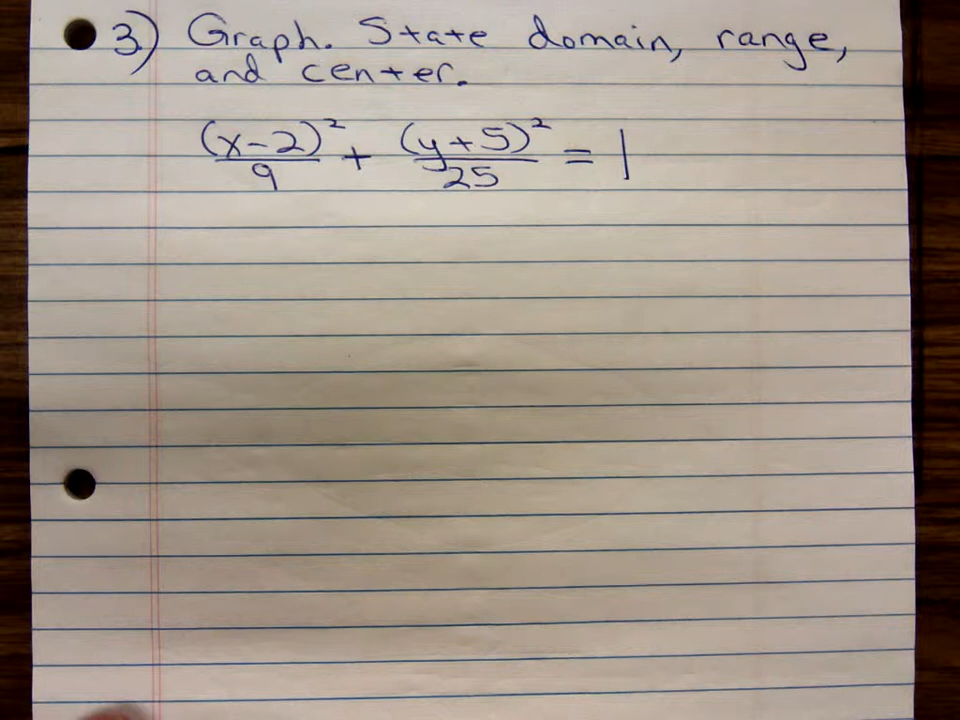 3) Graph. State domain, range,
and center.
(x-2)²/9 + (y+5)²/25 = 1